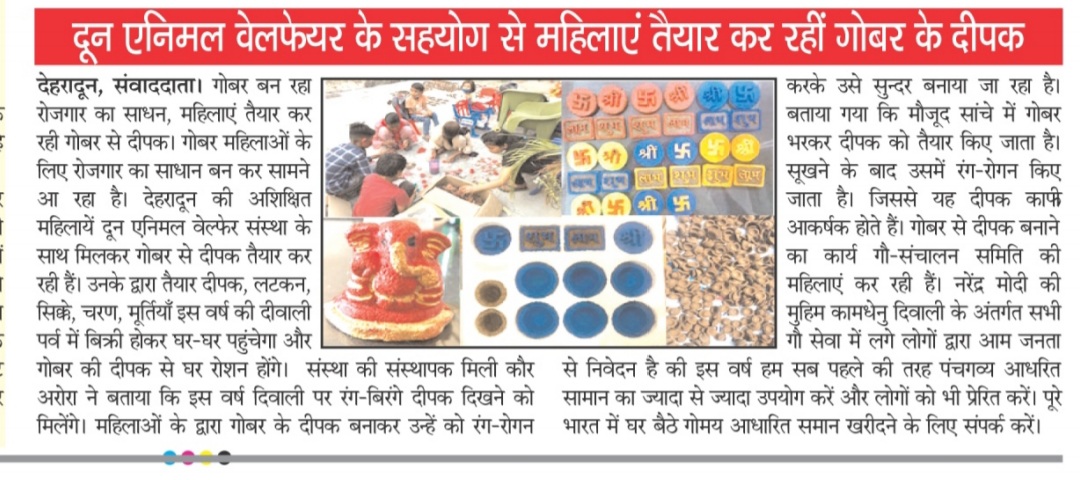 दून एनिमल वेलफेयर के सहयोग से महिलाएं तैयार कर रहीं गोबर के दीपक
देहरादून, संवाददाता। गोबर बन रहा
रोजगार का साधन, महिलाएं तैयार कर
रही गोबर से दीपक। गोबर महिलाओं के
लिए रोजगार का साधान बन कर सामने
आ रहा है। देहरादून की अशिक्षित
महिलायें दून एनिमल वेल्फेर संस्था के
साथ मिलकर गोबर से दीपक तैयार कर
रही हैं। उनके द्वारा तैयार दीपक, लटकन,
सिक्के, चरण, मूर्तियाँ इस वर्ष की दीवाली
पर्व में बिक्री होकर घर-घर पहुंचेगा और
गोबर की दीपक से घर रोशन होंगे। संस्था की संस्थापक मिली कौर
अरोरा ने बताया कि इस वर्ष दिवाली पर रंग-बिरंगे दीपक दिखने को
मिलेंगे। महिलाओं के द्वारा गोबर के दीपक बनाकर उन्हें को रंग-रोगन
करके उसे सुन्दर बनाया जा रहा है।
बताया गया कि मौजूद सांचे में गोबर
भरकर दीपक को तैयार किए जाता है।
सूखने के बाद उसमें रंग-रोगन किए
जाता है। जिससे यह दीपक काफी
आकर्षक होते हैं। गोबर से दीपक बनाने
का कार्य गौ-संचालन समिति की
महिलाएं कर रही हैं। नरेंद्र मोदी की
मुहिम कामधेनु दिवाली के अंतर्गत सभी
गौ सेवा में लगे लोगों द्वारा आम जनता
से निवेदन है की इस वर्ष हम सब पहले की तरह पंचगव्य आधरित
सामान का ज्यादा से ज्यादा उपयोग करें और लोगों को भी प्रेरित करें। पूरे
भारत में घर बैठे गोमय आधारित समान खरीदने के लिए संपर्क करें।
श्री श्री
श्री
श्री
श्री
श्री
शुभ लाभ शुभ लाभ